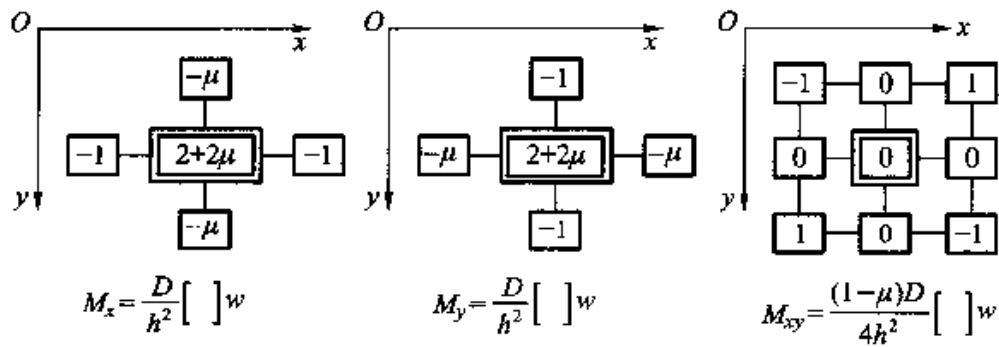 O x O x O x
−μ −1 −1 0 1
−1 2+2μ −1 −μ 2+2μ −μ 0 0 0
y y y
−μ −1 1 0 −1
M_x = D/h² [ ] w M_y = D/h² [ ] w M_xy = (1−μ)D/4h² [ ] w